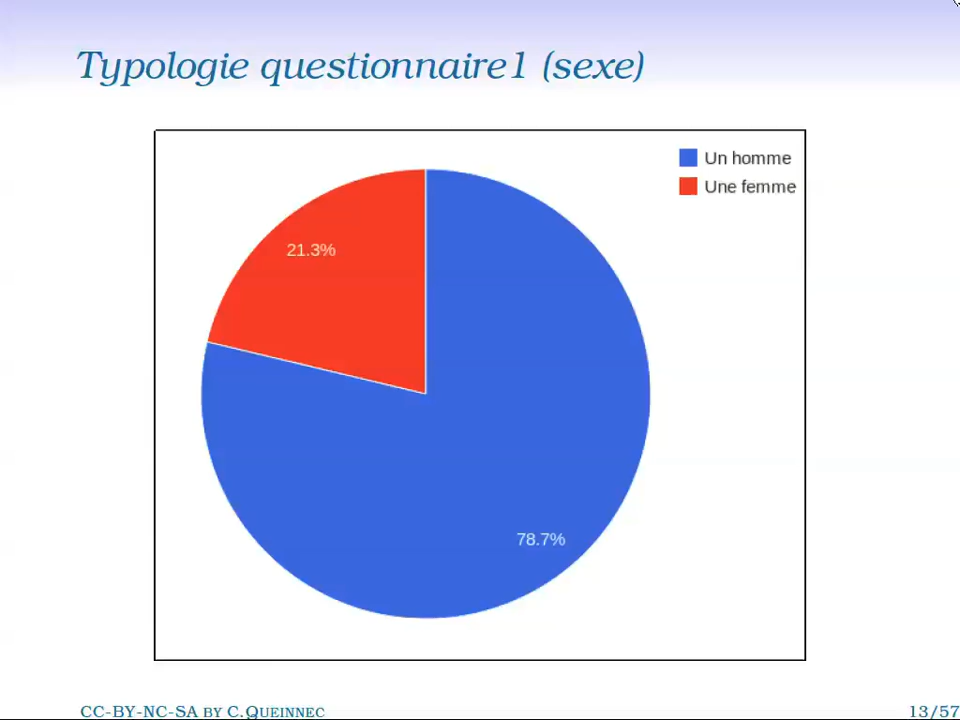 Typologie questionnaire1 (sexe)
Un homme
Une femme
21.3%
78.7%
CC-BY-NC-SA BY C.QUEINNEC
13/57